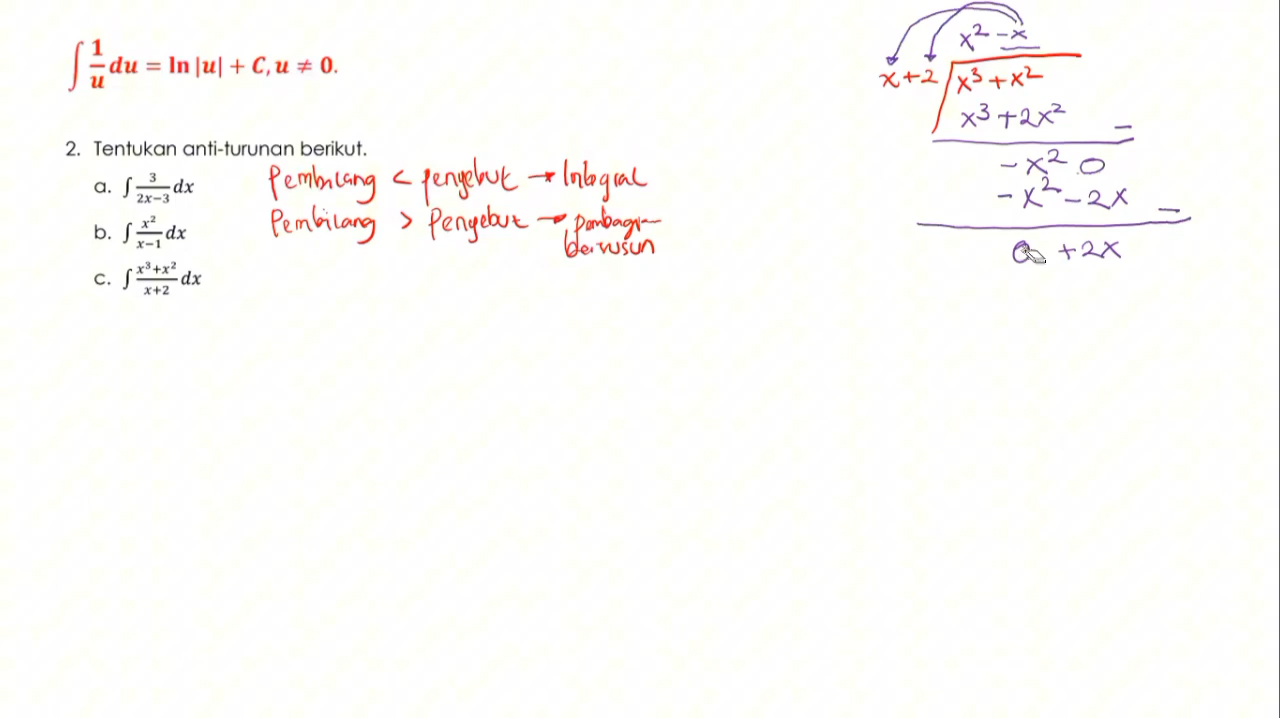 ∫ 1/u du = ln |u| + C, u ≠ 0.
2. Tentukan anti-turunan berikut.
a. ∫ 3/(2x−3) dx
b. ∫ x²/(x−1) dx
c. ∫ (x³+x²)/(x+2) dx
Pembilang < penyebut → Integral
Pembilang > Penyebut → pembagian
bersusun
x² − x
x + 2 / x³ + x²
x³ + 2x² −
− x² 0
− x² − 2x −
0 + 2x